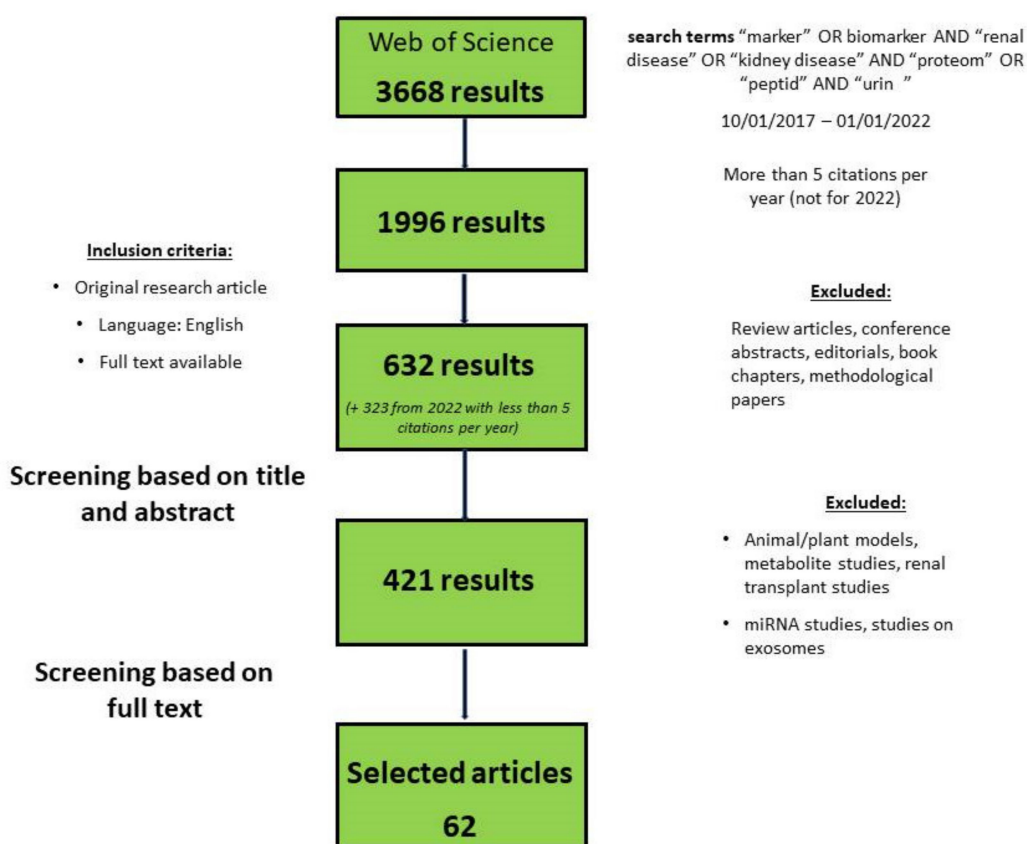 Web of Science
3668 results
search terms “marker” OR biomarker AND “renal
disease” OR “kidney disease” AND “proteom” OR
“peptid” AND “urin ”
10/01/2017 – 01/01/2022
More than 5 citations per
year (not for 2022)
1996 results
Inclusion criteria:
• Original research article
• Language: English
• Full text available
Excluded:
Review articles, conference
abstracts, editorials, book
chapters, methodological
papers
632 results
(+ 323 from 2022 with less than 5
citations per year)
Screening based on title
and abstract
421 results
Excluded:
• Animal/plant models,
metabolite studies, renal
transplant studies
• miRNA studies, studies on
exosomes
Screening based on
full text
Selected articles
62